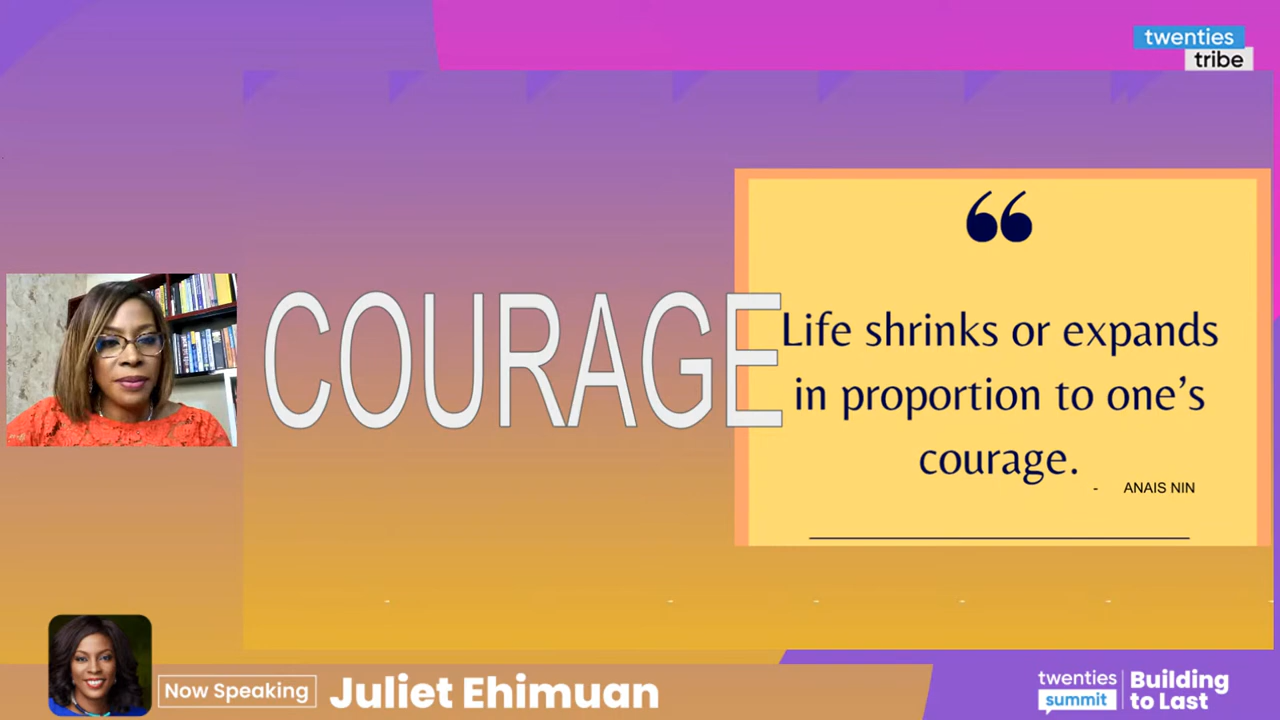 twenties
tribe
COURAGE
“
Life shrinks or expands
in proportion to one’s
courage.
- ANAIS NIN
Now Speaking
Juliet Ehimuan
twenties
summit
Building
to Last